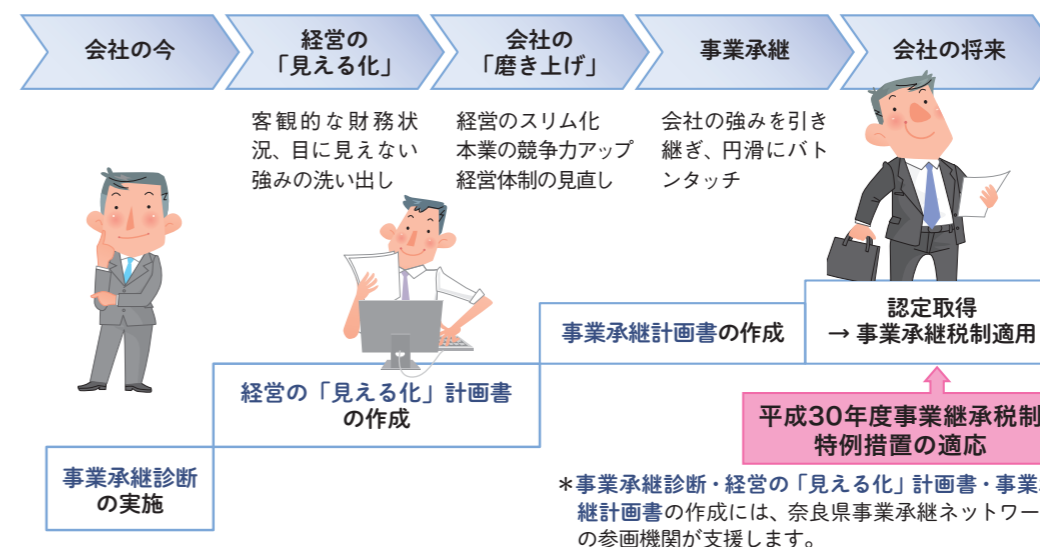 会社の今
経営の
「見える化」
会社の
「磨き上げ」
事業承継
会社の将来
客観的な財務状
況、目に見えない
強みの洗い出し
経営のスリム化
本業の競争力アップ
経営体制の見直し
会社の強みを引き
継ぎ、円滑にバト
ンタッチ
認定取得
→ 事業承継税制適用
事業承継計画書の作成
経営の「見える化」計画書
の作成
事業承継診断
の実施
平成30年度事業継承税制
特例措置の適応
＊事業承継診断・経営の「見える化」計画書・事業
継計画書の作成には、奈良県事業承継ネットワー
の参画機関が支援します。